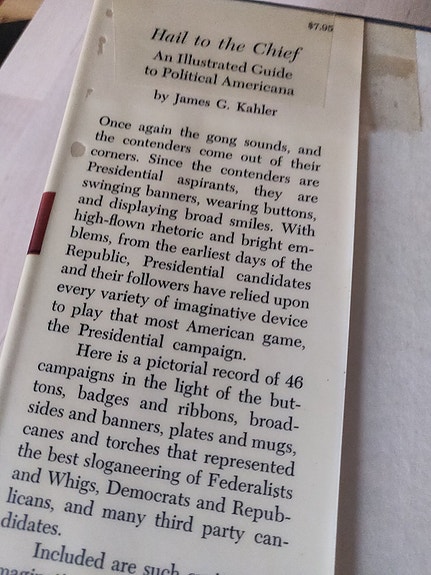 $7.95
Hail to the Chief
An Illustrated Guide
to Political Americana
by James G. Kahler
Once again the gong sounds, and
the contenders come out of their
corners. Since the contenders are
Presidential aspirants, they are
swinging banners, wearing buttons,
and displaying broad smiles. With
high-flown rhetoric and bright em-
blems, from the earliest days of the
Republic, Presidential candidates
and their followers have relied upon
every variety of imaginative device
to play that most American game,
the Presidential campaign.
Here is a pictorial record of 46
campaigns in the light of the but-
tons, badges and ribbons, broad-
sides and banners, plates and mugs,
canes and torches that represented
the best sloganeering of Federalists
and Whigs, Democrats and Repub-
licans, and many third party can-
didates.
Included are such